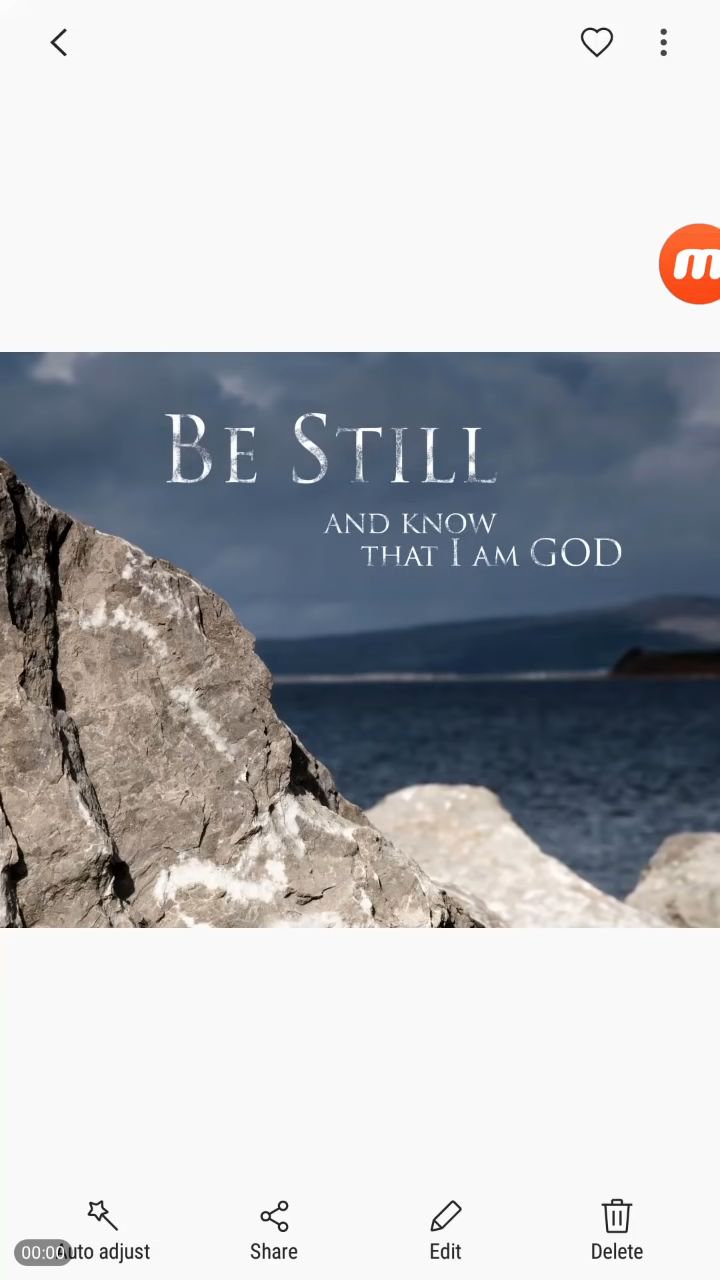 BE STILL
AND KNOW
THAT I AM GOD
00:00
Auto adjust
Share
Edit
Delete